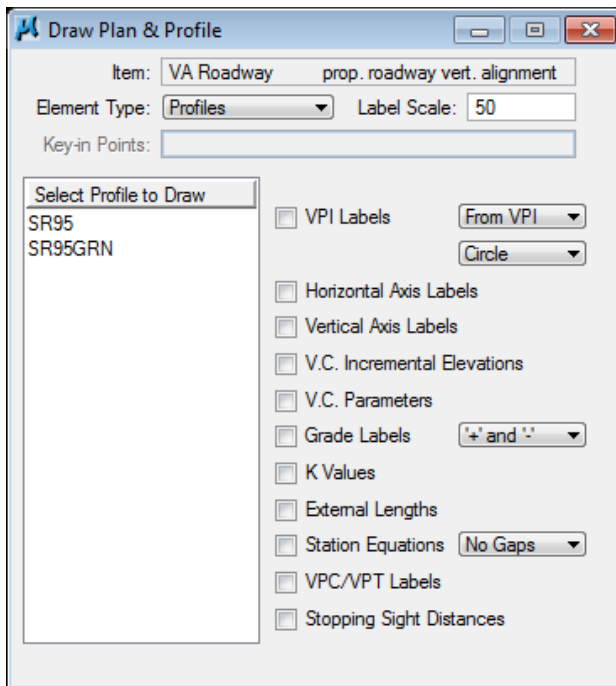 Draw Plan & Profile
Item: VA Roadway prop. roadway vert. alignment
Element Type: Profiles Label Scale: 50
Key-in Points:
Select Profile to Draw
SR95
SR95GRN
VPI Labels From VPI
Circle
Horizontal Axis Labels
Vertical Axis Labels
V.C. Incremental Elevations
V.C. Parameters
Grade Labels '+' and '-'
K Values
External Lengths
Station Equations No Gaps
VPC/VPT Labels
Stopping Sight Distances